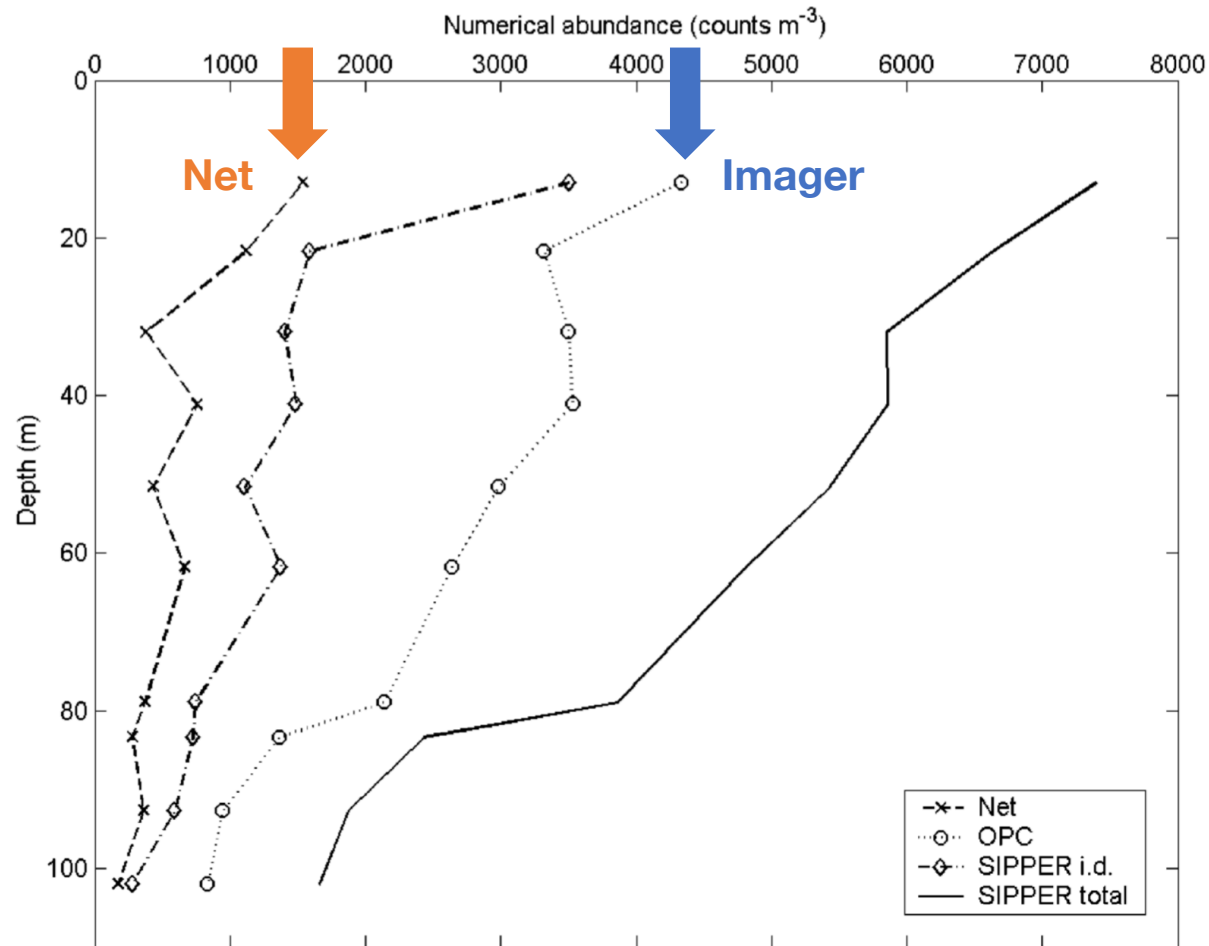 Numerical abundance (counts m⁻³)
0 1000 2000 3000 4000 5000 6000 7000 8000
0
Net
Imager
20
40
Depth (m)
60
80
100
Net
OPC
SIPPER i.d.
SIPPER total